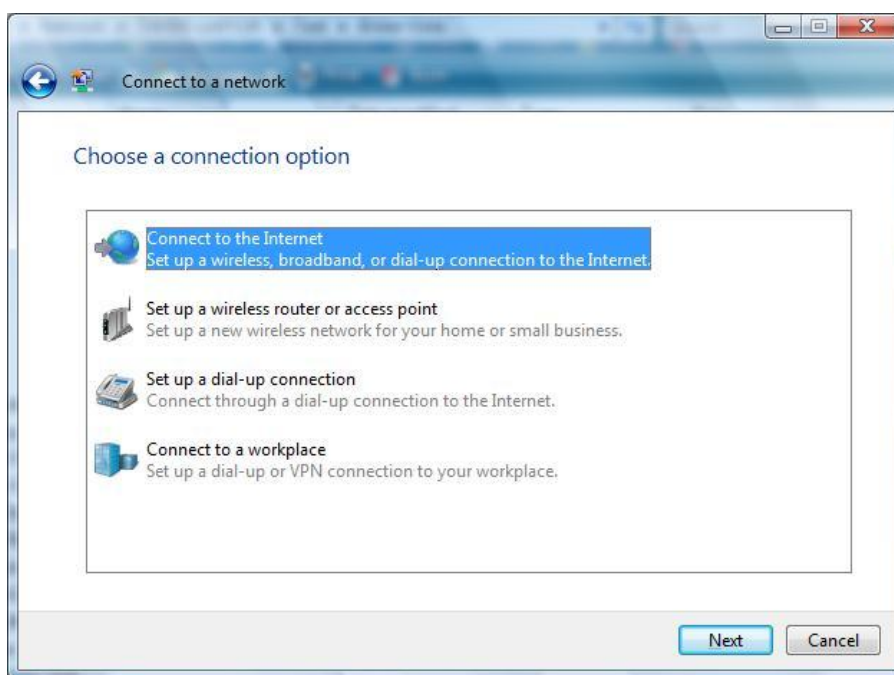 Connect to a network
Choose a connection option
Connect to the Internet
Set up a wireless, broadband, or dial-up connection to the Internet.
Set up a wireless router or access point
Set up a new wireless network for your home or small business.
Set up a dial-up connection
Connect through a dial-up connection to the Internet.
Connect to a workplace
Set up a dial-up or VPN connection to your workplace.
Next
Cancel